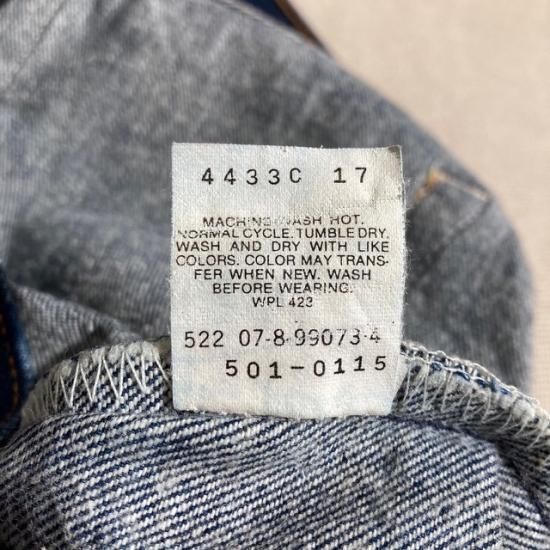 4433C 17
MACHINE WASH HOT.
NORMAL CYCLE. TUMBLE DRY.
WASH AND DRY WITH LIKE
COLORS. COLOR MAY TRANS-
FER WHEN NEW. WASH
BEFORE WEARING.
WPL 423
522 07-8-99073-4
501-0115